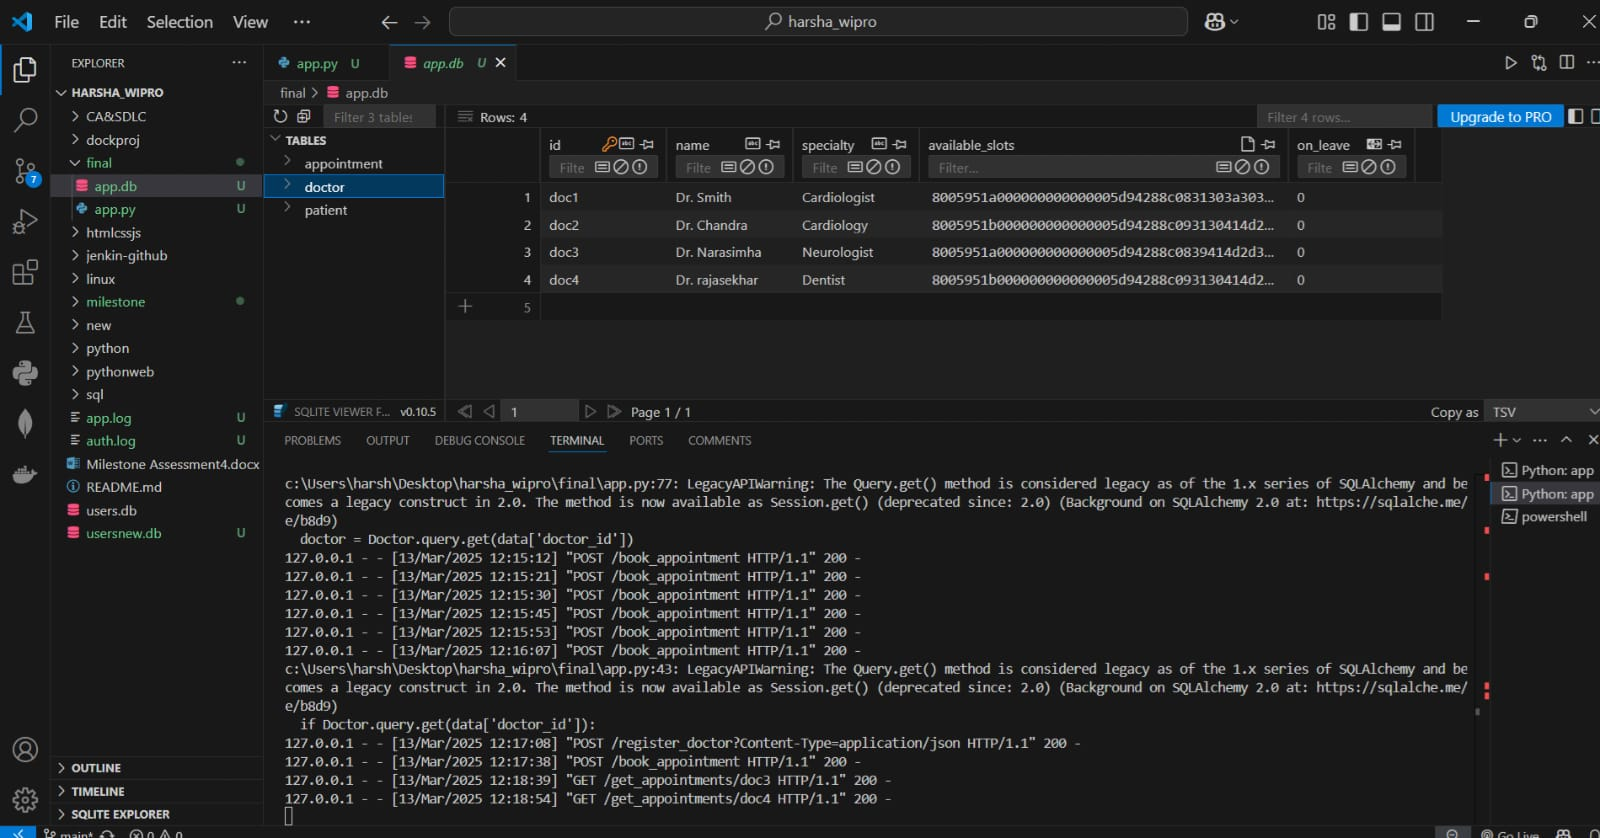 File Edit Selection View ··· harsha_wipro
EXPLORER ···
HARSHA_WIPRO
CA&SDLC
dockproj
final
app.db U
app.py U
htmlcssjs
jenkin-github
linux
milestone
new
python
pythonweb
sql
app.log U
auth.log U
Milestone Assessment4.docx
README.md
users.db
usersnew.db U
OUTLINE
TIMELINE
SQLITE EXPLORER
7
app.py U app.db U
final > app.db
Filter 3 tables
Rows: 4
Filter 4 rows...
Upgrade to PRO
TABLES
appointment
doctor
patient
id name specialty available_slots on_leave
Filte Filte Filte Filter... Filte
1 doc1 Dr. Smith Cardiologist 8005951a000000000000005d94288c0831303a303... 0
2 doc2 Dr. Chandra Cardiology 8005951b000000000000005d94288c093130414d2... 0
3 doc3 Dr. Narasimha Neurologist 8005951b000000000000005d94288c0839414d2d3... 0
4 doc4 Dr. rajasekhar Dentist 8005951b000000000000005d94288c093130414d2... 0
5
SQLITE VIEWER F... v0.10.5
1 Page 1 / 1
Copy as TSV
PROBLEMS OUTPUT DEBUG CONSOLE TERMINAL PORTS COMMENTS
c:\Users\harsh\Desktop\harsha_wipro\final\app.py:77: LegacyAPIWarning: The Query.get() method is considered legacy as of the 1.x series of SQLAlchemy and be
comes a legacy construct in 2.0. The method is now available as Session.get() (deprecated since: 2.0) (Background on SQLAlchemy 2.0 at: https://sqlalche.me/
e/b8d9)
doctor = Doctor.query.get(data['doctor_id'])
127.0.0.1 - - [13/Mar/2025 12:15:12] "POST /book_appointment HTTP/1.1" 200 -
127.0.0.1 - - [13/Mar/2025 12:15:21] "POST /book_appointment HTTP/1.1" 200 -
127.0.0.1 - - [13/Mar/2025 12:15:30] "POST /book_appointment HTTP/1.1" 200 -
127.0.0.1 - - [13/Mar/2025 12:15:45] "POST /book_appointment HTTP/1.1" 200 -
127.0.0.1 - - [13/Mar/2025 12:15:53] "POST /book_appointment HTTP/1.1" 200 -
127.0.0.1 - - [13/Mar/2025 12:16:07] "POST /book_appointment HTTP/1.1" 200 -
c:\Users\harsh\Desktop\harsha_wipro\final\app.py:43: LegacyAPIWarning: The Query.get() method is considered legacy as of the 1.x series of SQLAlchemy and be
comes a legacy construct in 2.0. The method is now available as Session.get() (deprecated since: 2.0) (Background on SQLAlchemy 2.0 at: https://sqlalche.me/
e/b8d9)
if Doctor.query.get(data['doctor_id']):
127.0.0.1 - - [13/Mar/2025 12:17:08] "POST /register_doctor?Content-Type=application/json HTTP/1.1" 200 -
127.0.0.1 - - [13/Mar/2025 12:17:38] "POST /book_appointment HTTP/1.1" 200 -
127.0.0.1 - - [13/Mar/2025 12:18:39] "GET /get_appointments/doc3 HTTP/1.1" 200 -
127.0.0.1 - - [13/Mar/2025 12:18:54] "GET /get_appointments/doc4 HTTP/1.1" 200 -
Python: app
Python: app
powershell
main* 0 0 Go Live